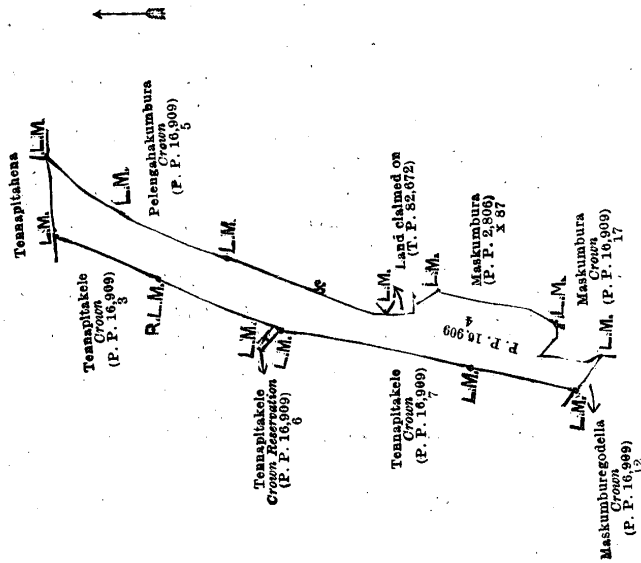 Tennapitahena
L.M.
L.M.
Tennapitakele
Crown
(P. P. 16,909)
3
R.L.M.
L.M.
Pelengahakumbura
Crown
(P. P. 16,909)
5
L.M.
L.M.
L.M.
Tennapitakele
Crown Reservation
(P. P. 16,909)
6
L.M.
Land claimed on
(T. P. 82,672)
L.M.
Maskumbura
(P. P. 2,806)
X 87
P. P. 16,909
4
Tennapitakele
Crown
(P. P. 16,909)
7
L.M.
L.M.
Maskumbura
Crown
(P. P. 16,909)
17
L.M.
L.M.
Maskumburegodella
Crown
(P. P. 16,909)
12